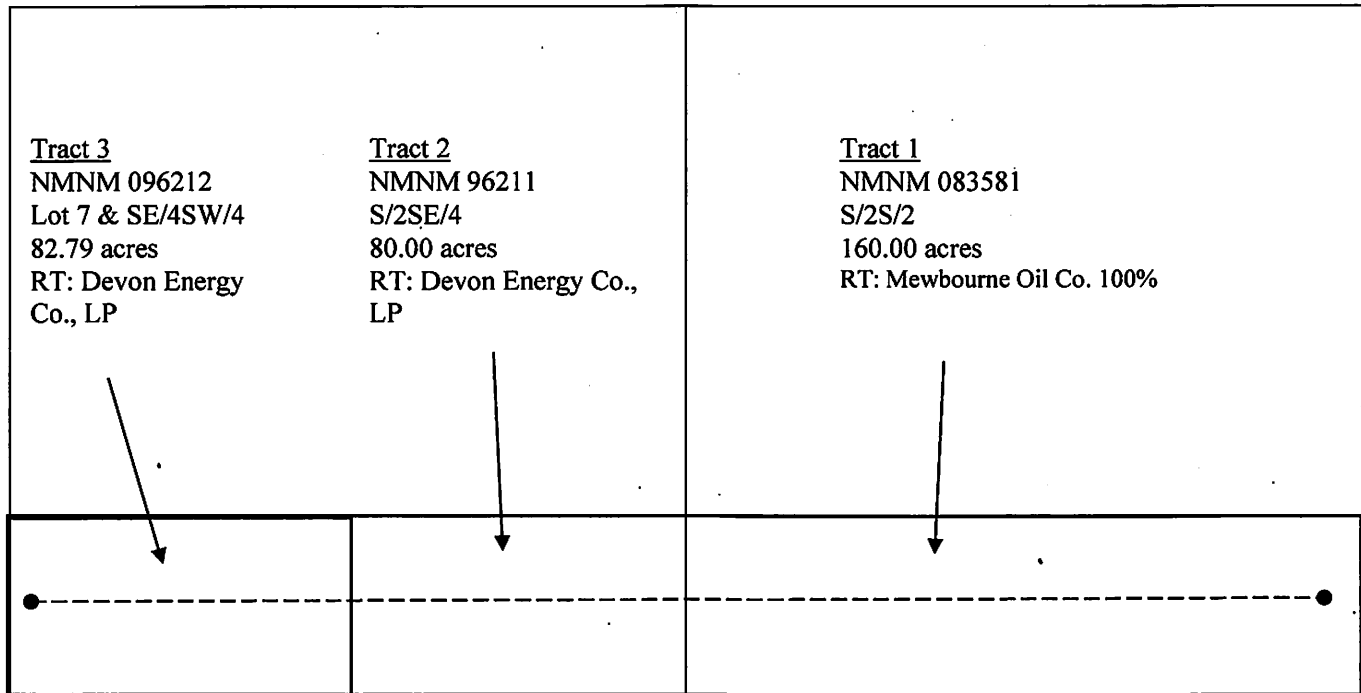 Tract 3
NMNM 096212
Lot 7 & SE/4SW/4
82.79 acres
RT: Devon Energy
Co., LP
Tract 2
NMNM 96211
S/2SE/4
80.00 acres
RT: Devon Energy Co.,
LP
Tract 1
NMNM 083581
S/2S/2
160.00 acres
RT: Mewbourne Oil Co. 100%